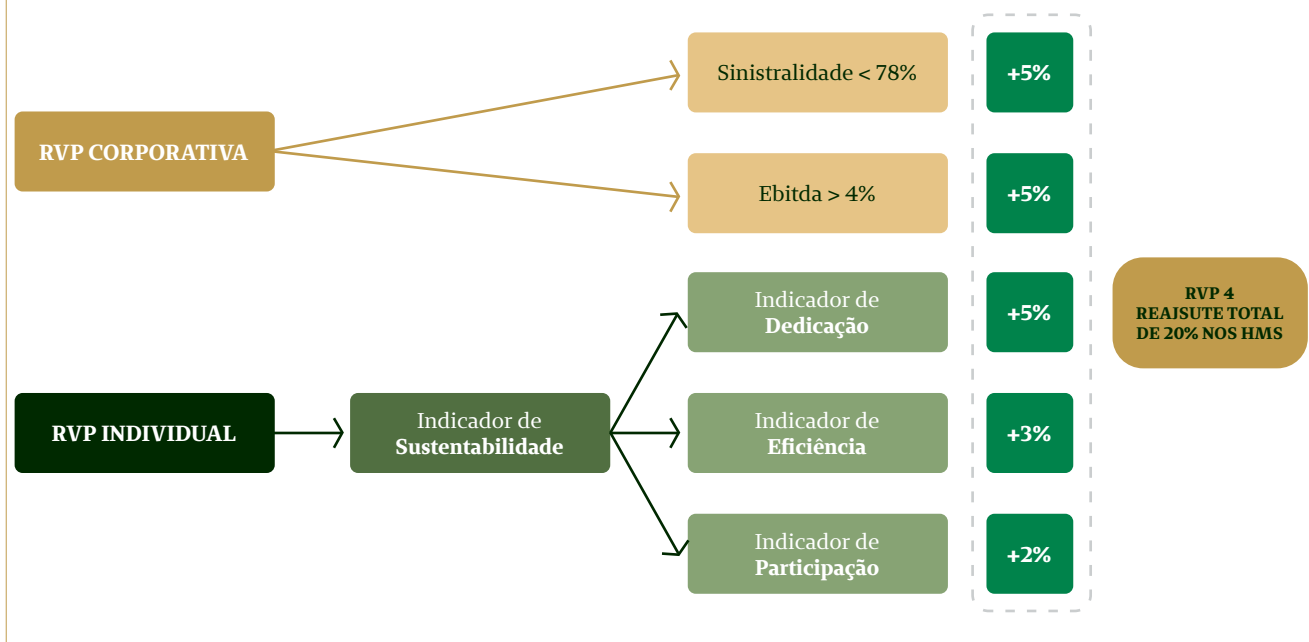 RVP CORPORATIVA
Sinistralidade < 78%
+5%
Ebitda > 4%
+5%
RVP INDIVIDUAL
Indicador de
Sustentabilidade
Indicador de
Dedicação
+5%
Indicador de
Eficiência
+3%
Indicador de
Participação
+2%
RVP 4
REAJSUTE TOTAL
DE 20% NOS HMS